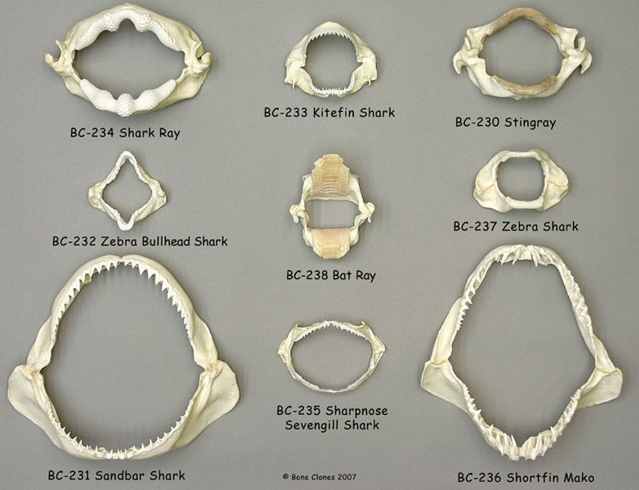 BC-234 Shark Ray
BC-233 Kitefin Shark
BC-230 Stingray
BC-232 Zebra Bullhead Shark
BC-238 Bat Ray
BC-237 Zebra Shark
BC-231 Sandbar Shark
BC-235 Sharpnose
Sevengill Shark
BC-236 Shortfin Mako
© Bone Clones 2007